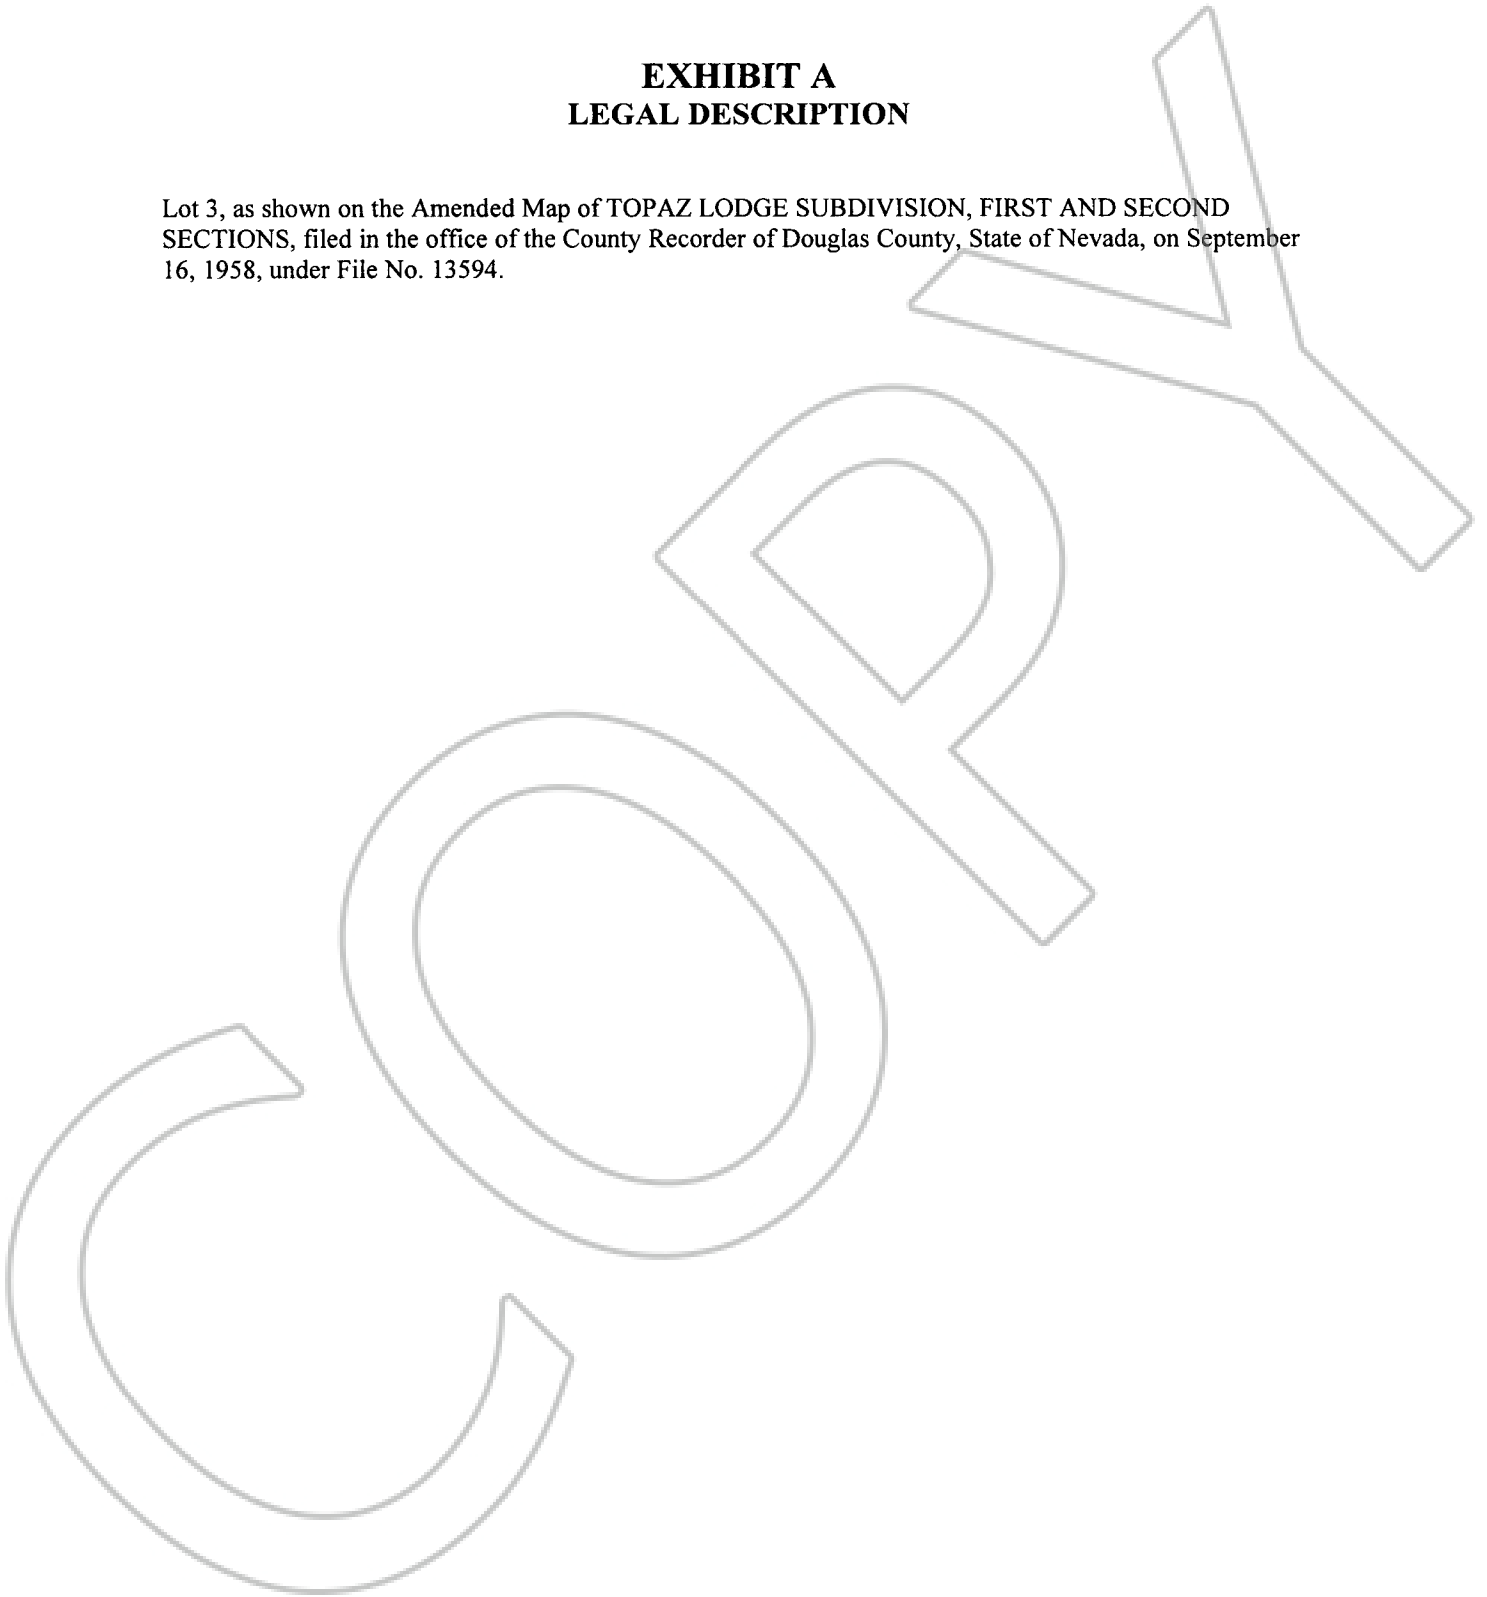 EXHIBIT A
LEGAL DESCRIPTION
Lot 3, as shown on the Amended Map of TOPAZ LODGE SUBDIVISION, FIRST AND SECOND
SECTIONS, filed in the office of the County Recorder of Douglas County, State of Nevada, on September
16, 1958, under File No. 13594.
COPY